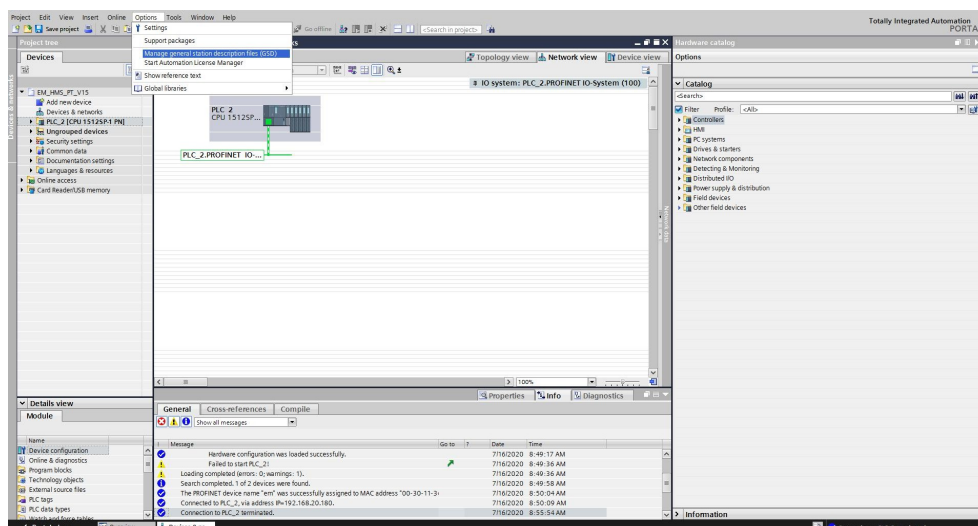 Project Edit View Insert Online Options Tools Window Help
Totally Integrated Automation
PORTA
Save project
Go offline
<Search in project>
Settings
Support packages
Manage general station description files (GSD)
Start Automation License Manager
Show reference text
Global libraries
Project tree
Devices
Devices & networks
EM_HMS_PT_V15
Add new device
Devices & networks
PLC_2 [CPU 1512SP-1 PN]
Ungrouped devices
Security settings
Common data
Documentation settings
Languages & resources
Online access
Card Reader/USB memory
Topology view
Network view
Device view
IO system: PLC_2.PROFINET IO-System (100)
PLC_2
CPU 1512SP...
PLC_2.PROFINET IO-...
Network data
100%
Hardware catalog
Options
Catalog
<Search>
Filter Profile: <All>
Controllers
HMI
PC systems
Drives & starters
Network components
Detecting & Monitoring
Distributed I/O
Power supply & distribution
Field devices
Other field devices
Information
Details view
Module
Name
Device configuration
Online & diagnostics
Program blocks
Technology objects
External source files
PLC tags
PLC data types
Watch and force tables
Properties
Info
Diagnostics
General Cross-references Compile
Show all messages
! Message Go to ? Date Time
Hardware configuration was loaded successfully. 7/16/2020 8:49:17 AM
Failed to start PLC_2! 7/16/2020 8:49:36 AM
Loading completed (errors: 0; warnings: 1). 7/16/2020 8:49:36 AM
Search completed. 1 of 2 devices were found. 7/16/2020 8:49:58 AM
The PROFINET device name "em" was successfully assigned to MAC address "00-30-11-3 7/16/2020 8:50:04 AM
Connected to PLC_2, via address IP=192.168.20.180. 7/16/2020 8:50:09 AM
Connection to PLC_2 terminated. 7/16/2020 8:55:54 AM